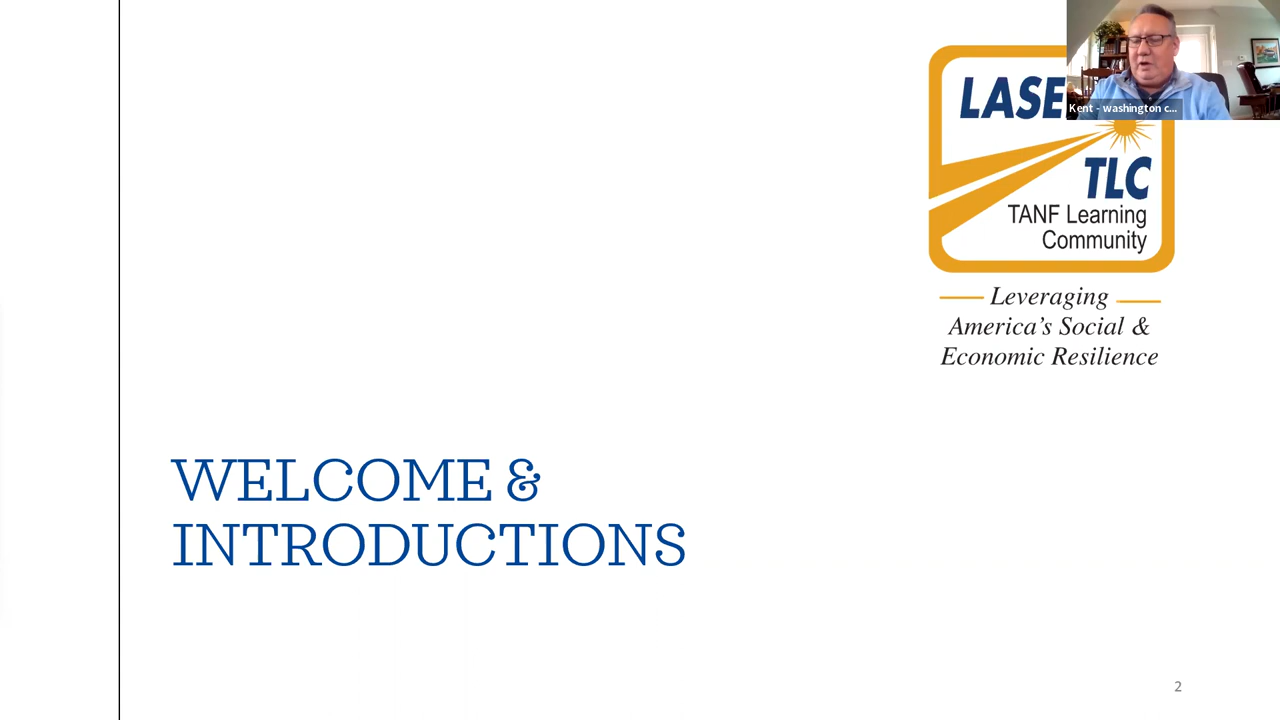 LASE
Kent - washington c...
TLC
TANF Learning
Community
Leveraging
America's Social &
Economic Resilience
WELCOME &
INTRODUCTIONS
2